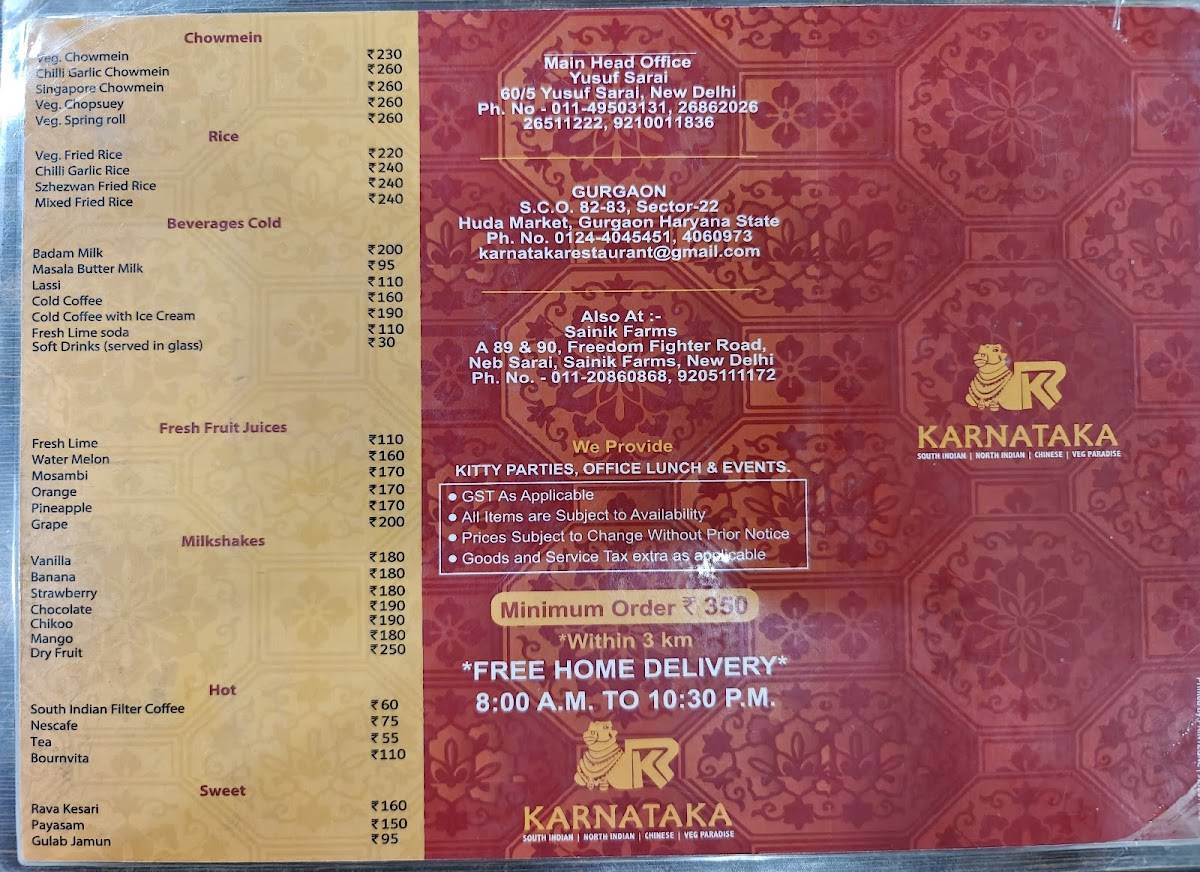 Chowmein
Veg. Chowmein ₹230
Chilli Garlic Chowmein ₹260
Singapore Chowmein ₹260
Veg. Chopsuey ₹260
Veg. Spring roll ₹260
Rice
Veg. Fried Rice ₹220
Chilli Garlic Rice ₹240
Szhezwan Fried Rice ₹240
Mixed Fried Rice ₹240
Beverages Cold
Badam Milk ₹200
Masala Butter Milk ₹95
Lassi ₹110
Cold Coffee ₹160
Cold Coffee with Ice Cream ₹190
Fresh Lime soda ₹110
Soft Drinks (served in glass) ₹30
Fresh Fruit Juices
Fresh Lime ₹110
Water Melon ₹160
Mosambi ₹170
Orange ₹170
Pineapple ₹170
Grape ₹200
Milkshakes
Vanilla ₹180
Banana ₹180
Strawberry ₹180
Chocolate ₹190
Chikoo ₹190
Mango ₹180
Dry Fruit ₹250
Hot
South Indian Filter Coffee ₹60
Nescafe ₹75
Tea ₹55
Bournvita ₹110
Sweet
Rava Kesari ₹160
Payasam ₹150
Gulab Jamun ₹95
Main Head Office
Yusuf Sarai
60/5 Yusuf Sarai, New Delhi
Ph. No - 011-49503131, 26862026
26511222, 9210011836
GURGAON
S.C.O. 82-83, Sector-22
Huda Market, Gurgaon Haryana State
Ph. No. 0124-4045451, 4060973
karnatakarestaurant@gmail.com
Also At :-
Sainik Farms
A 89 & 90, Freedom Fighter Road,
Neb Sarai, Sainik Farms, New Delhi
Ph. No. - 011-20860868, 9205111172
We Provide
KITTY PARTIES, OFFICE LUNCH & EVENTS.
● GST As Applicable
● All Items are Subject to Availability
● Prices Subject to Change Without Prior Notice
● Goods and Service Tax extra as applicable
Minimum Order ₹ 350
*Within 3 km
*FREE HOME DELIVERY*
8:00 A.M. TO 10:30 P.M.
KR
KARNATAKA
SOUTH INDIAN | NORTH INDIAN | CHINESE | VEG PARADISE
KR
KARNATAKA
SOUTH INDIAN | NORTH INDIAN | CHINESE | VEG PARADISE